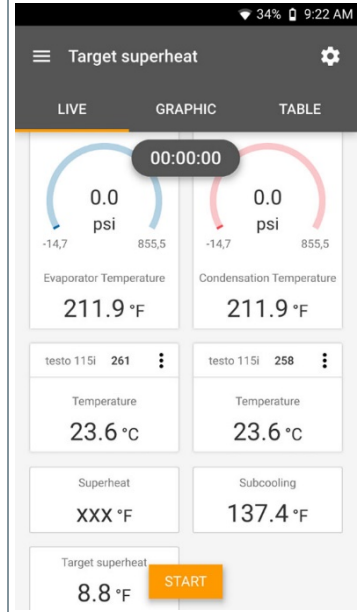 34% 9:22 AM
Target superheat
LIVE GRAPHIC TABLE
00:00:00
0.0 0.0
psi psi
-14,7 855,5 -14,7 855,5
Evaporator Temperature Condensation Temperature
211.9 °F 211.9 °F
testo 115i 261 testo 115i 258
Temperature Temperature
23.6 °C 23.6 °C
Superheat Subcooling
xxx °F 137.4 °F
Target superheat
8.8 °F START